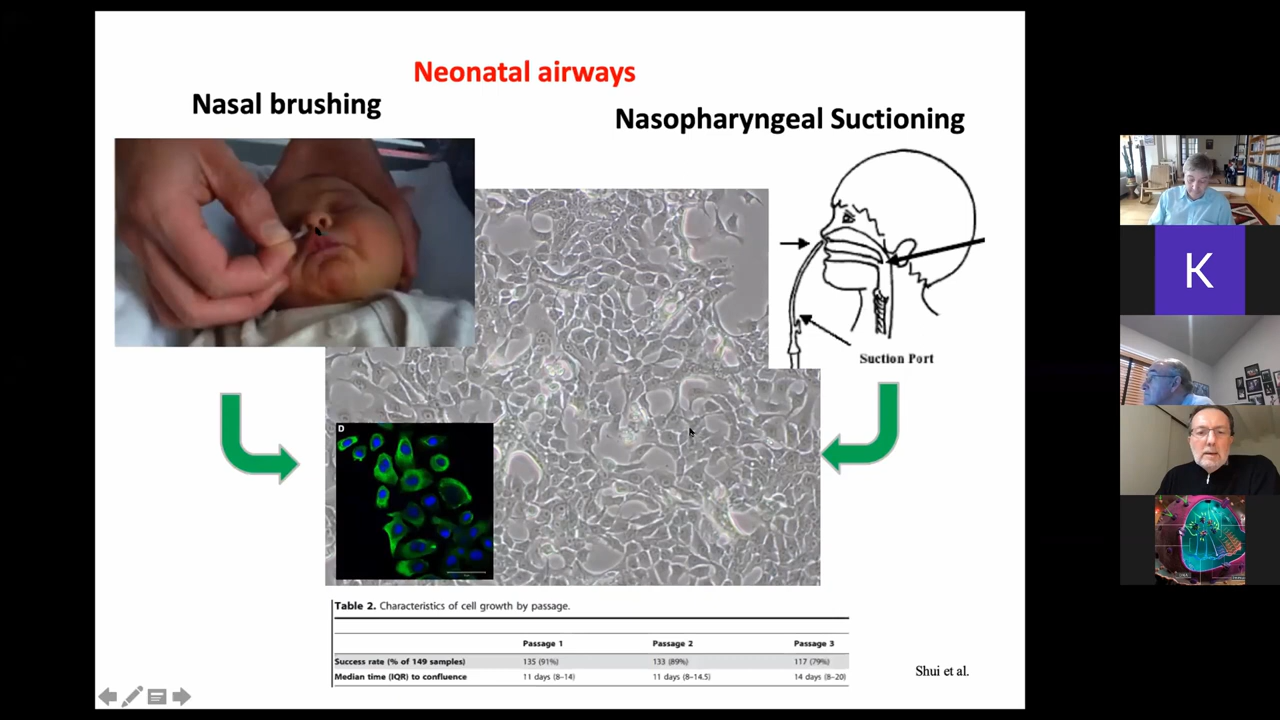 Neonatal airways
Nasal brushing
Nasopharyngeal Suctioning
Suction Port
D
Table 2. Characteristics of cell growth by passage.
Passage 1 Passage 2 Passage 3
Success rate (% of 149 samples) 135 (91%) 133 (89%) 117 (79%)
Median time (IQR) to confluence 11 days (8–14) 11 days (8–14.5) 14 days (8–20)
Shui et al.
K